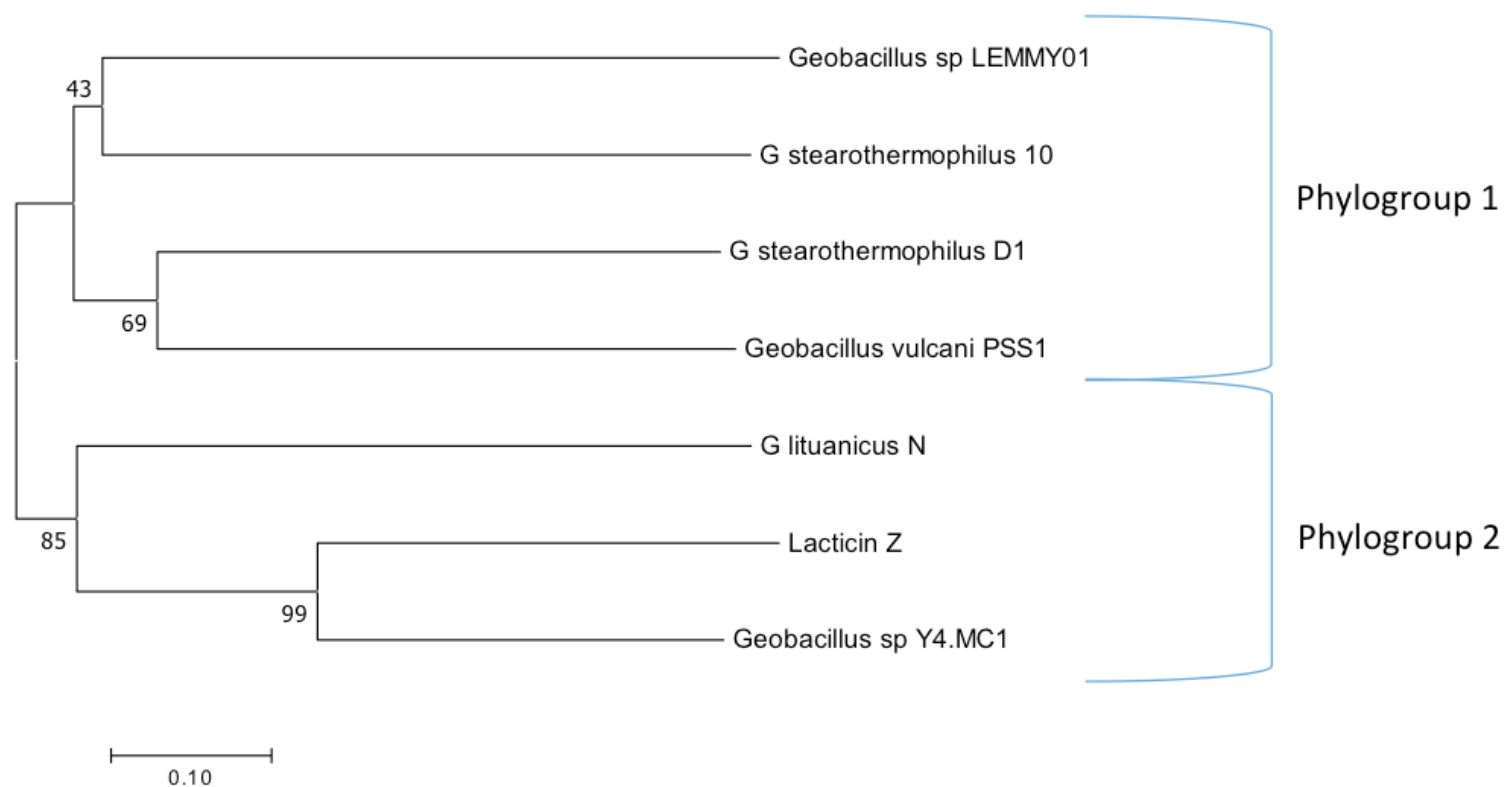 Geobacillus sp LEMMY01
43
G stearothermophilus 10
Phylogroup 1
G stearothermophilus D1
69
Geobacillus vulcani PSS1
G lituanicus N
85
Lacticin Z
Phylogroup 2
99
Geobacillus sp Y4.MC1
0.10